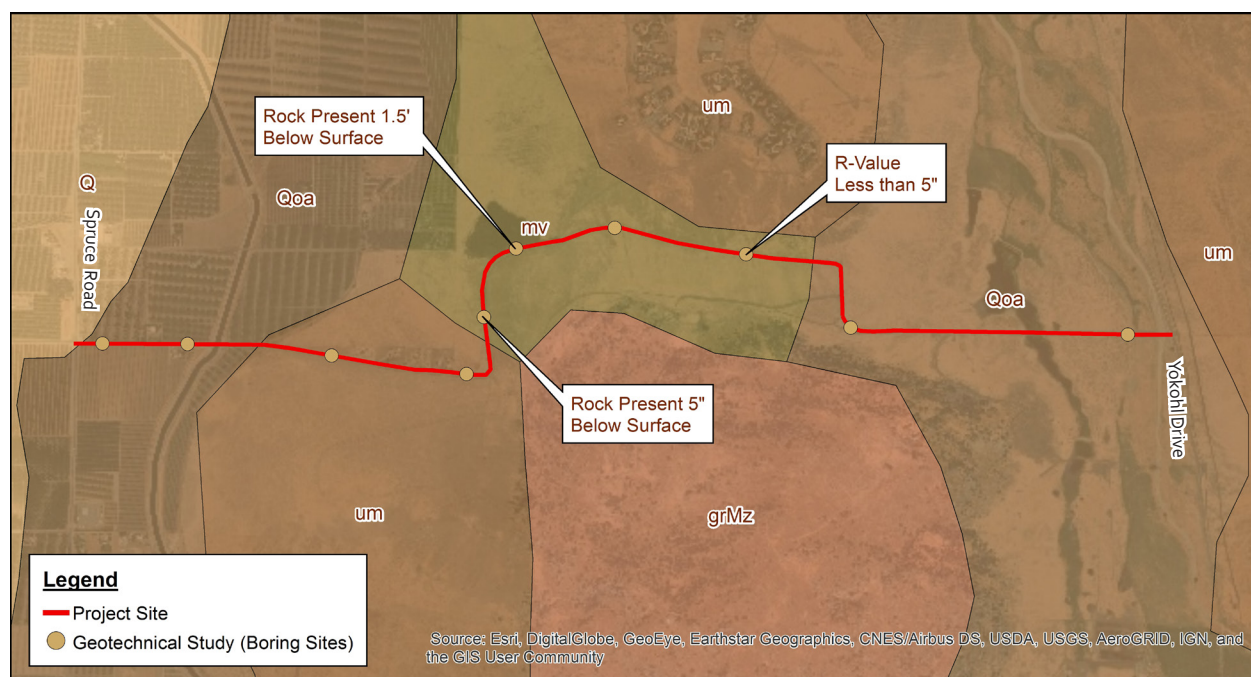 um
Rock Present 1.5'
Below Surface
R-Value
Less than 5"
Q
Spruce Road
Qoa
mv
um
Qoa
Yokohl Drive
Rock Present 5"
Below Surface
um
grMz
Legend
Project Site
Geotechnical Study (Boring Sites)
Source: Esri, DigitalGlobe, GeoEye, Earthstar Geographics, CNES/Airbus DS, USDA, USGS, AeroGRID, IGN, and
the GIS User Community